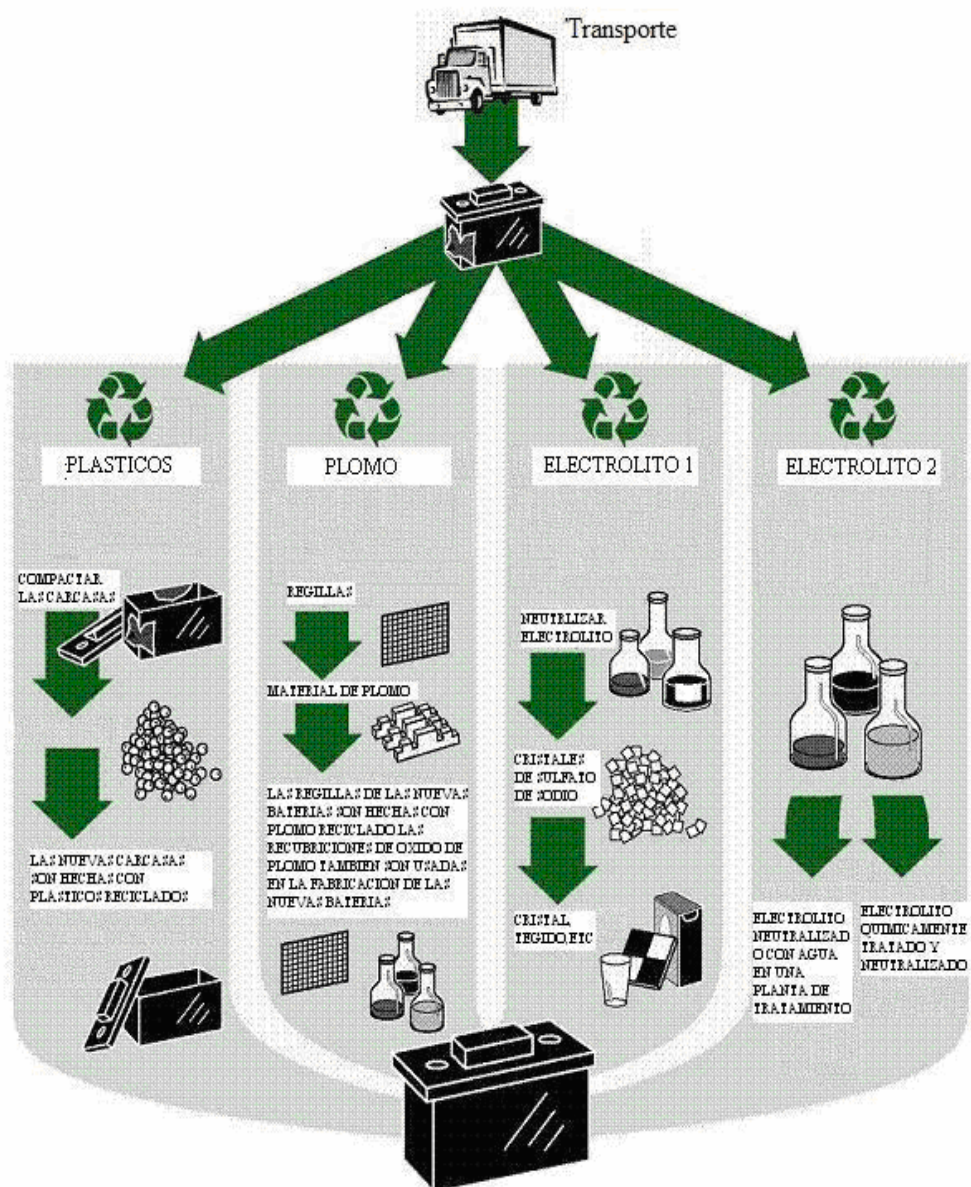 Transporte
PLASTICOS
PLOMO
ELECTROLITO 1
ELECTROLITO 2
COMPACTAR
LAS CARCASAS
LAS NUEVAS CARCASAS
SON HECHAS CON
PLASTICOS RECICLADOS
REGILLAS
MATERIAL DE PLOMO
LAS REGILLAS DE LAS NUEVAS
BATERIAS SON HECHAS CON
PLOMO RECICLADO LAS
RECUBRICIONES DE OXIDO DE
PLOMO TAMBIEN SON USADAS
EN LA FABRICACION DE LAS
NUEVAS BATERIAS
NEUTRLIZAR
ELECTROLITO
CRISTALES
DE SULFATO
DE SODIO
CRISTAL
TEGIDO, ETC
ELECTROLITO
NEUTRALIZAD
O CON AGUA
EN UNA
PLANTA DE
TRATAMIENTO
ELECTROLITO
QUIMICAMENTE
TRATADO Y
NEUTRALIZADO